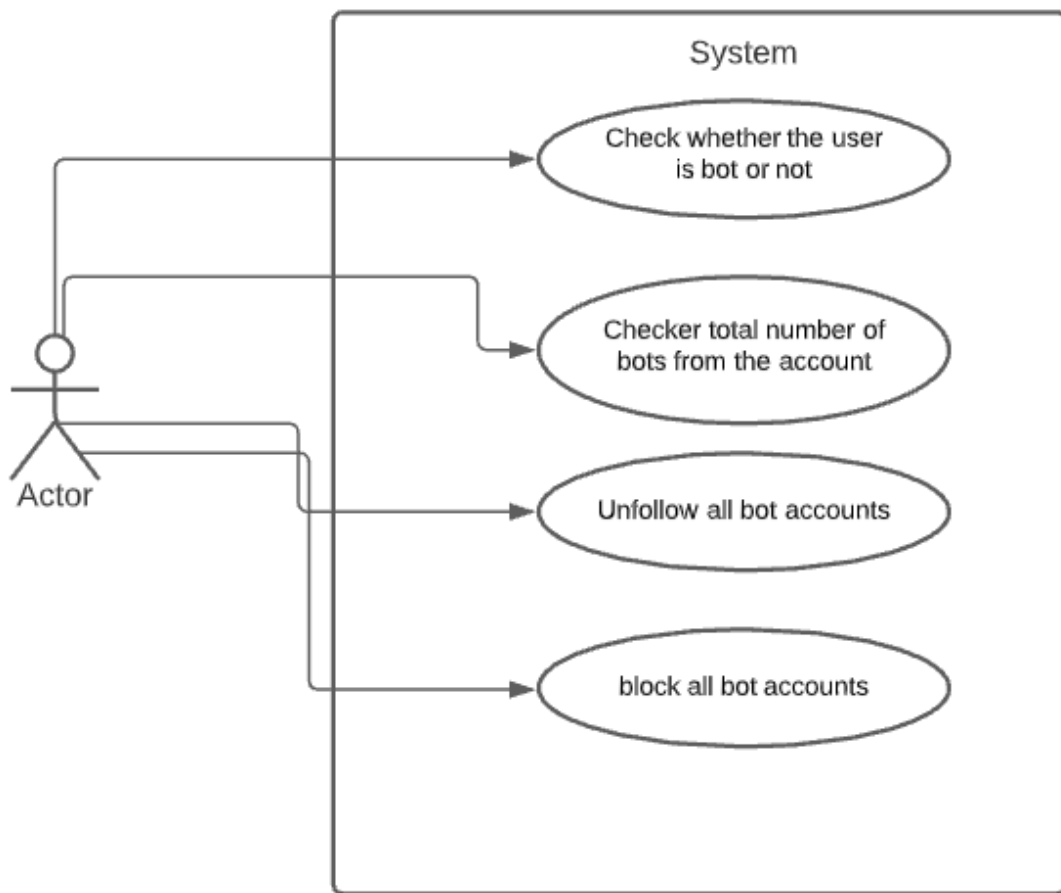 System
Check whether the user
is bot or not
Checker total number of
bots from the account
Actor
Unfollow all bot accounts
block all bot accounts